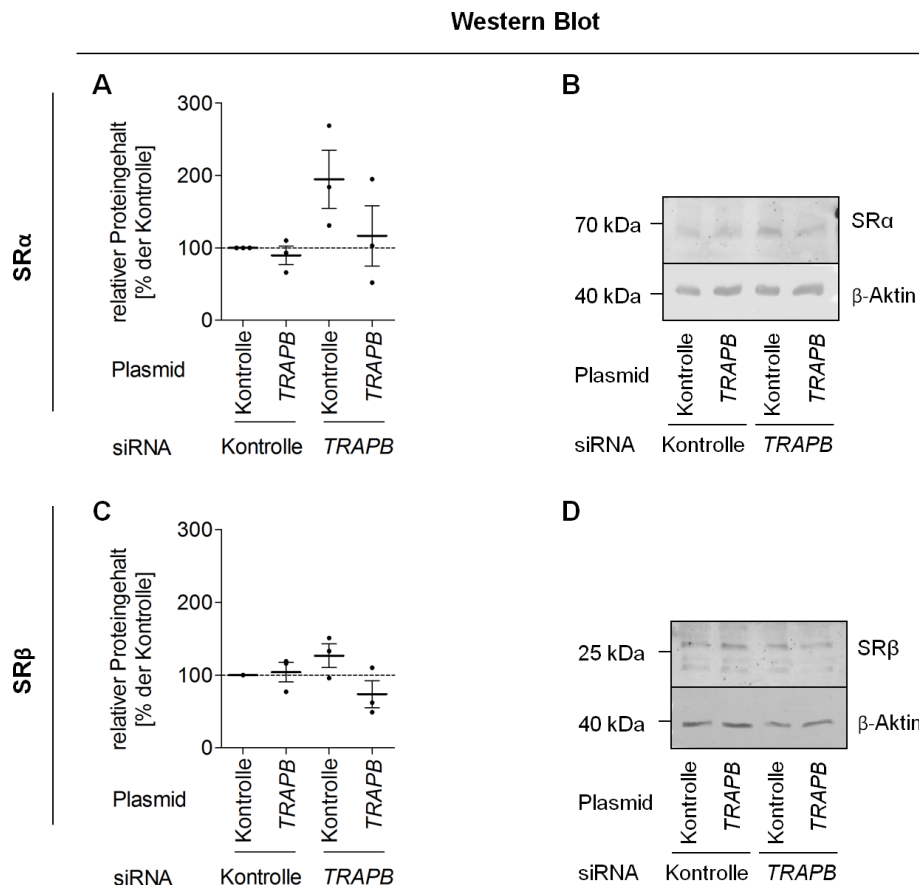 Western Blot
SRα
A
relativer Proteingehalt
[% der Kontrolle]
300
200
100
0
Plasmid
Kontrolle
TRAPB
Kontrolle
TRAPB
siRNA
Kontrolle
TRAPB
B
70 kDa
SRα
40 kDa
β-Aktin
Plasmid
Kontrolle
TRAPB
Kontrolle
TRAPB
siRNA
Kontrolle
TRAPB
SRβ
C
relativer Proteingehalt
[% der Kontrolle]
300
200
100
0
Plasmid
Kontrolle
TRAPB
Kontrolle
TRAPB
siRNA
Kontrolle
TRAPB
D
25 kDa
SRβ
40 kDa
β-Aktin
Plasmid
Kontrolle
TRAPB
Kontrolle
TRAPB
siRNA
Kontrolle
TRAPB